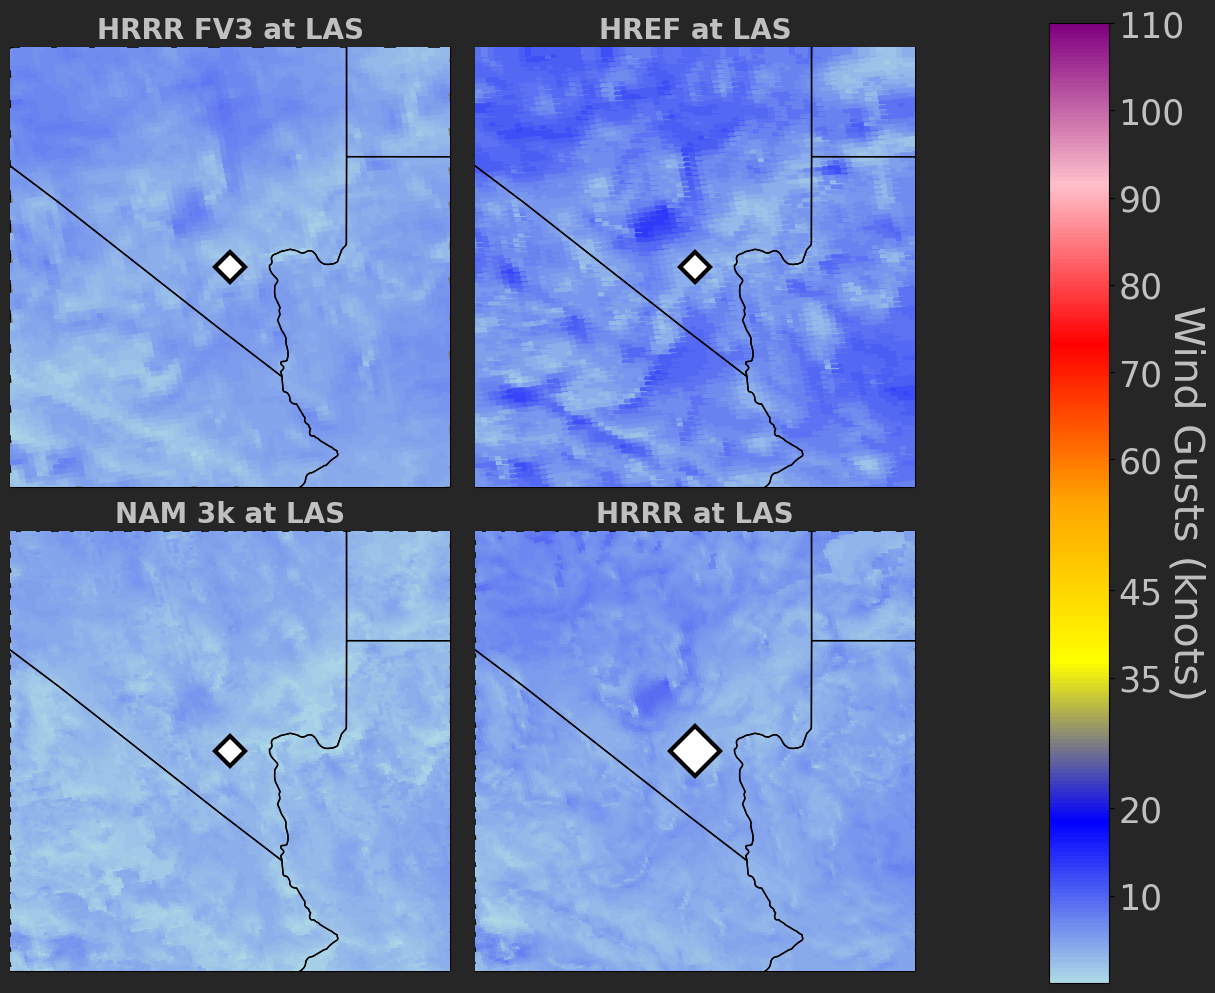 HRRR FV3 at LAS
HREF at LAS
NAM 3k at LAS
HRRR at LAS
110
100
90
80
70
60
45
35
20
10
Wind Gusts (knots)